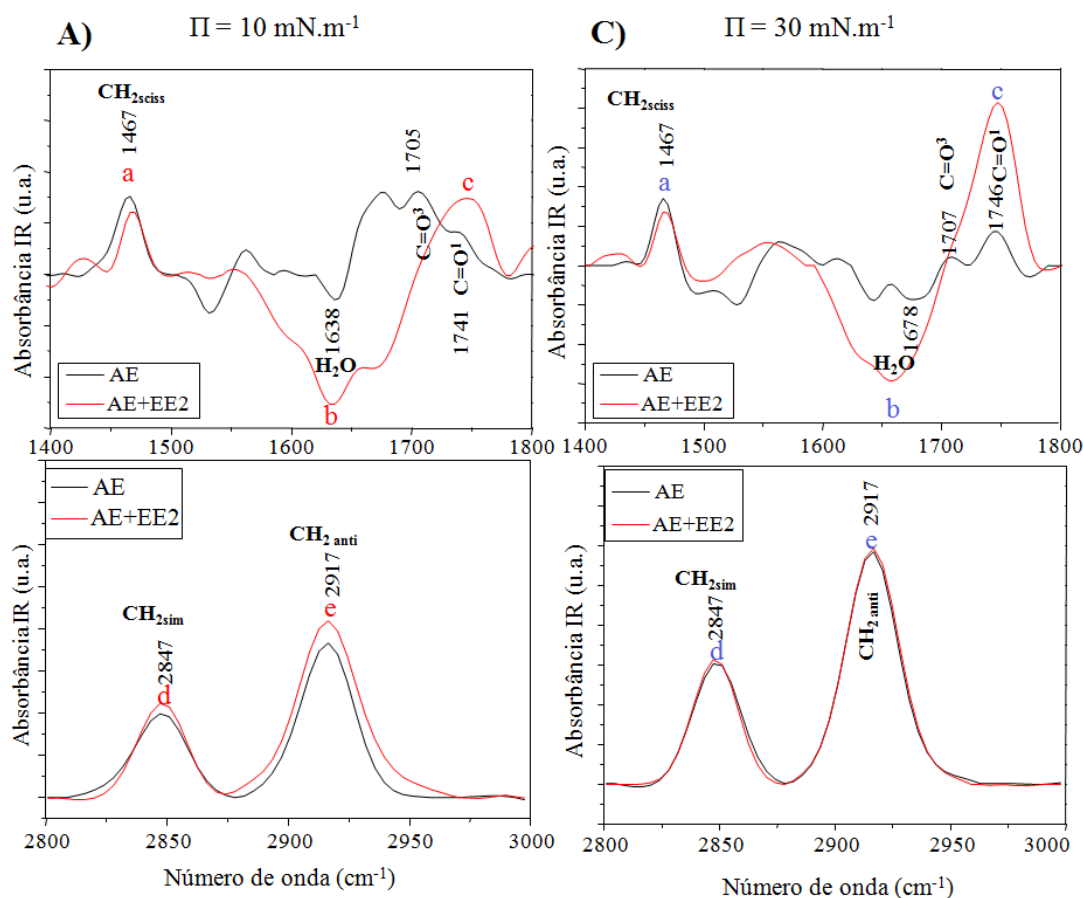 A) Π = 10 mN.m⁻¹
Absorbância IR (u.a.)
CH₂sciss
1467
a
1638
H₂O
b
1705
C=O³
C=O¹
1741
c
AE
AE+EE2
1400 1500 1600 1700 1800
Absorbância IR (u.a.)
AE
AE+EE2
CH₂sim
2847
d
CH₂ anti
2917
e
2800 2850 2900 2950 3000
Número de onda (cm⁻¹)
C) Π = 30 mN.m⁻¹
Absorbância IR (u.a.)
CH₂sciss
1467
a
1678
H₂O
b
C=O³
1707
c
1746 C=O¹
AE
AE+EE2
1400 1500 1600 1700 1800
Absorbância IR (u.a.)
AE
AE+EE2
CH₂sim
2847
d
2917
e
CH₂ anti
2800 2850 2900 2950 3000
Número de onda (cm⁻¹)